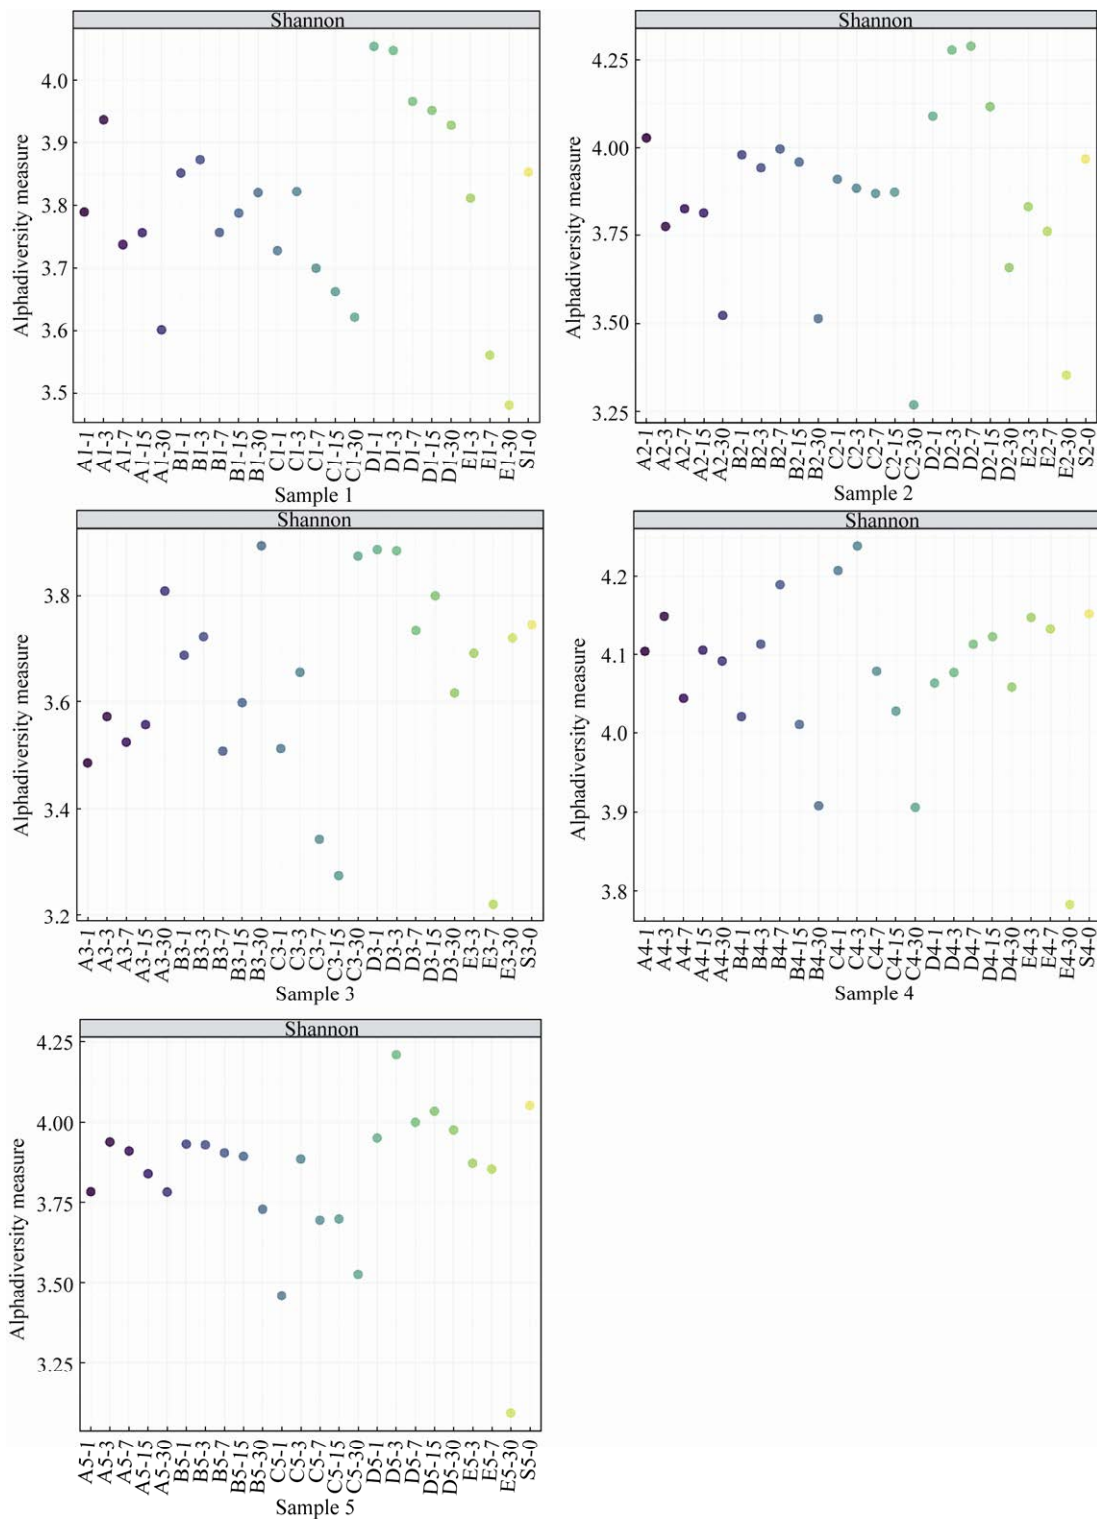 Shannon
Alphadiversity measure
4.0
3.9
3.8
3.7
3.6
3.5
A1-1
A1-3
A1-7
A1-15
A1-30
B1-1
B1-3
B1-7
B1-15
B1-30
C1-1
C1-3
C1-7
C1-15
C1-30
D1-1
D1-3
D1-7
D1-15
D1-30
E1-3
E1-7
E1-30
S1-0
Sample 1
Shannon
Alphadiversity measure
4.25
4.00
3.75
3.50
3.25
A2-1
A2-3
A2-7
A2-15
A2-30
B2-1
B2-3
B2-7
B2-15
B2-30
C2-1
C2-3
C2-7
C2-15
C2-30
D2-1
D2-3
D2-7
D2-15
D2-30
E2-3
E2-7
E2-30
S2-0
Sample 2
Shannon
Alphadiversity measure
3.8
3.6
3.4
3.2
A3-1
A3-3
A3-7
A3-15
A3-30
B3-1
B3-3
B3-7
B3-15
B3-30
C3-1
C3-3
C3-7
C3-15
C3-30
D3-1
D3-3
D3-7
D3-15
D3-30
E3-3
E3-7
E3-30
S3-0
Sample 3
Shannon
Alphadiversity measure
4.2
4.1
4.0
3.9
3.8
A4-1
A4-3
A4-7
A4-15
A4-30
B4-1
B4-3
B4-7
B4-15
B4-30
C4-1
C4-3
C4-7
C4-15
C4-30
D4-1
D4-3
D4-7
D4-15
D4-30
E4-3
E4-7
E4-30
S4-0
Sample 4
Shannon
Alphadiversity measure
4.25
4.00
3.75
3.50
3.25
A5-1
A5-3
A5-7
A5-15
A5-30
B5-1
B5-3
B5-7
B5-15
B5-30
C5-1
C5-3
C5-7
C5-15
C5-30
D5-1
D5-3
D5-7
D5-15
D5-30
E5-3
E5-7
E5-30
S5-0
Sample 5